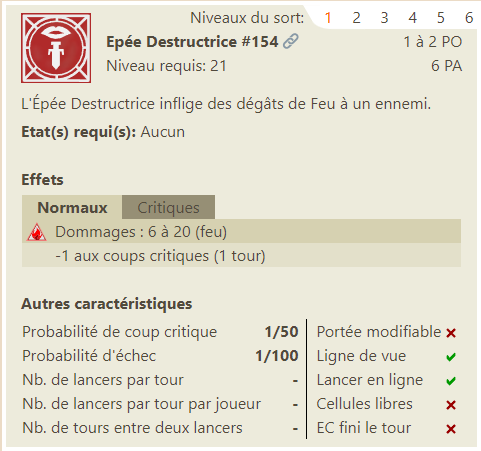 Niveaux du sort: 1 2 3 4 5 6
Epée Destructrice #154 1 à 2 PO
Niveau requis: 21 6 PA
L'Épée Destructrice inflige des dégâts de Feu à un ennemi.
Etat(s) requi(s): Aucun
Effets
Normaux Critiques
Dommages : 6 à 20 (feu)
-1 aux coups critiques (1 tour)
Autres caractéristiques
Probabilité de coup critique 1/50 Portée modifiable
Probabilité d'échec 1/100 Ligne de vue
Nb. de lancers par tour - Lancer en ligne
Nb. de lancers par tour par joueur - Cellules libres
Nb. de tours entre deux lancers - EC fini le tour